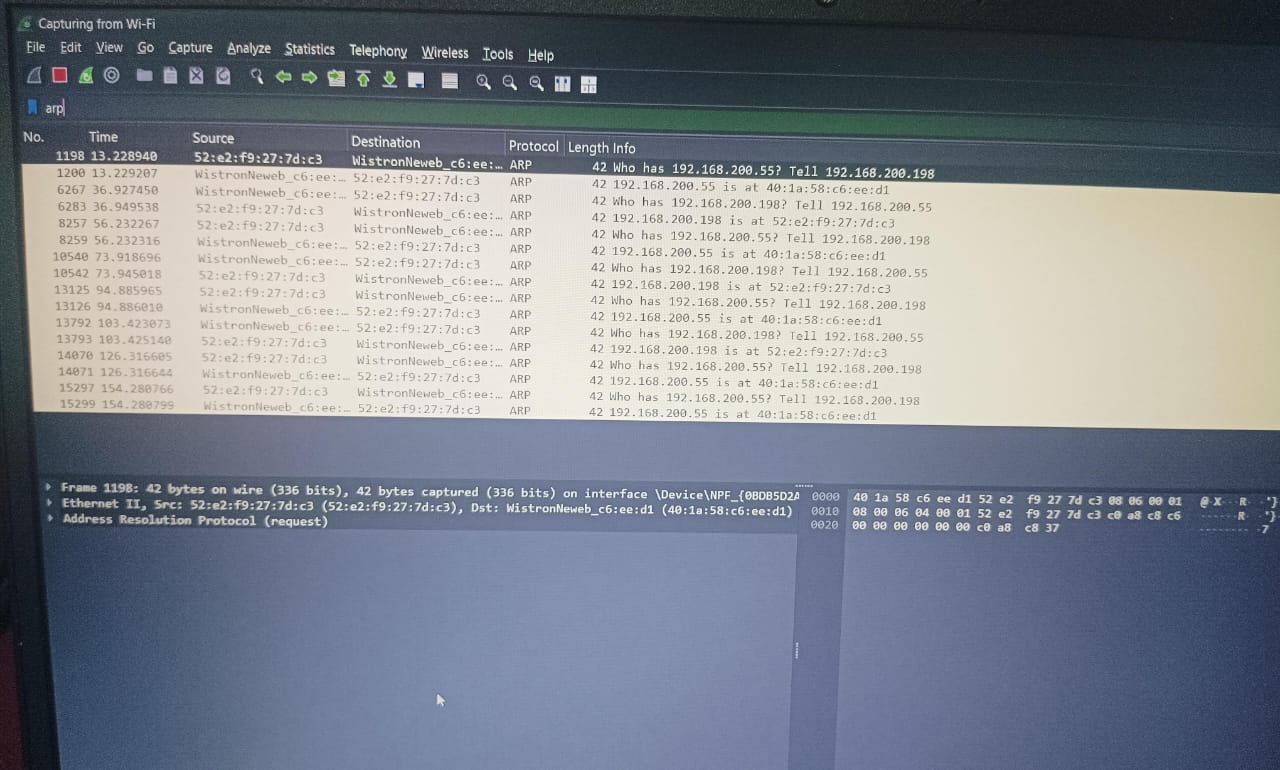 Capturing from Wi-Fi
File Edit View Go Capture Analyze Statistics Telephony Wireless Tools Help
arp
No. Time Source Destination Protocol Length Info
1198 13.228940 52:e2:f9:27:7d:c3 WistronNeweb_c6:ee:… ARP 42 Who has 192.168.200.55? Tell 192.168.200.198
1200 13.229207 WistronNeweb_c6:ee:… 52:e2:f9:27:7d:c3 ARP 42 192.168.200.55 is at 40:1a:58:c6:ee:d1
6267 36.927450 WistronNeweb_c6:ee:… 52:e2:f9:27:7d:c3 ARP 42 Who has 192.168.200.198? Tell 192.168.200.55
6283 36.949538 52:e2:f9:27:7d:c3 WistronNeweb_c6:ee:… ARP 42 192.168.200.198 is at 52:e2:f9:27:7d:c3
8257 56.232267 52:e2:f9:27:7d:c3 WistronNeweb_c6:ee:… ARP 42 Who has 192.168.200.55? Tell 192.168.200.198
8259 56.232316 WistronNeweb_c6:ee:… 52:e2:f9:27:7d:c3 ARP 42 192.168.200.55 is at 40:1a:58:c6:ee:d1
10540 73.918696 WistronNeweb_c6:ee:… 52:e2:f9:27:7d:c3 ARP 42 Who has 192.168.200.198? Tell 192.168.200.55
10542 73.945018 52:e2:f9:27:7d:c3 WistronNeweb_c6:ee:… ARP 42 192.168.200.198 is at 52:e2:f9:27:7d:c3
13125 94.885965 52:e2:f9:27:7d:c3 WistronNeweb_c6:ee:… ARP 42 Who has 192.168.200.55? Tell 192.168.200.198
13126 94.886010 WistronNeweb_c6:ee:… 52:e2:f9:27:7d:c3 ARP 42 192.168.200.55 is at 40:1a:58:c6:ee:d1
13792 103.423073 WistronNeweb_c6:ee:… 52:e2:f9:27:7d:c3 ARP 42 Who has 192.168.200.198? Tell 192.168.200.55
13793 103.425140 52:e2:f9:27:7d:c3 WistronNeweb_c6:ee:… ARP 42 192.168.200.198 is at 52:e2:f9:27:7d:c3
14070 126.316605 52:e2:f9:27:7d:c3 WistronNeweb_c6:ee:… ARP 42 Who has 192.168.200.55? Tell 192.168.200.198
14071 126.316644 WistronNeweb_c6:ee:… 52:e2:f9:27:7d:c3 ARP 42 192.168.200.55 is at 40:1a:58:c6:ee:d1
15297 154.280766 52:e2:f9:27:7d:c3 WistronNeweb_c6:ee:… ARP 42 Who has 192.168.200.55? Tell 192.168.200.198
15299 154.280799 WistronNeweb_c6:ee:… 52:e2:f9:27:7d:c3 ARP 42 192.168.200.55 is at 40:1a:58:c6:ee:d1
Frame 1198: 42 bytes on wire (336 bits), 42 bytes captured (336 bits) on interface \Device\NPF_{0BDB5D2A
Ethernet II, Src: 52:e2:f9:27:7d:c3 (52:e2:f9:27:7d:c3), Dst: WistronNeweb_c6:ee:d1 (40:1a:58:c6:ee:d1)
Address Resolution Protocol (request)
0000 40 1a 58 c6 ee d1 52 e2 f9 27 7d c3 08 06 00 01 @·X···R· ·'}
0010 08 00 06 04 00 01 52 e2 f9 27 7d c3 c0 a8 c8 c6 ······R· ·'}
0020 00 00 00 00 00 00 c0 a8 c8 37 ········ ·7